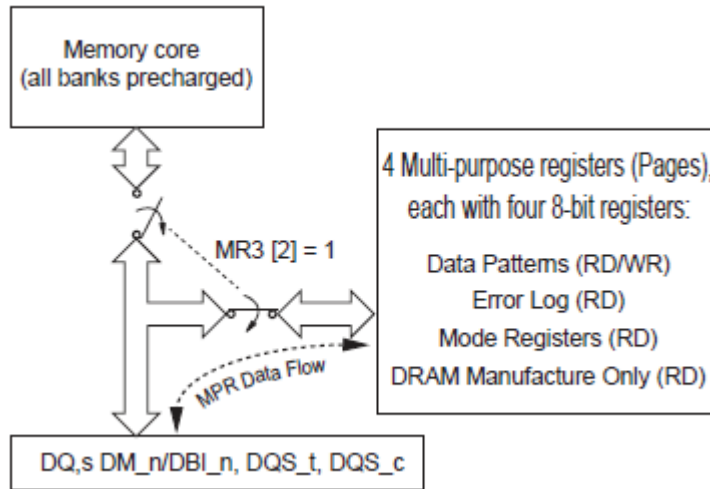 Memory core
(all banks precharged)
4 Multi-purpose registers (Pages),
each with four 8-bit registers:
Data Patterns (RD/WR)
Error Log (RD)
Mode Registers (RD)
DRAM Manufacture Only (RD)
MR3 [2] = 1
MPR Data Flow
DQ,s DM_n/DBI_n, DQS_t, DQS_c